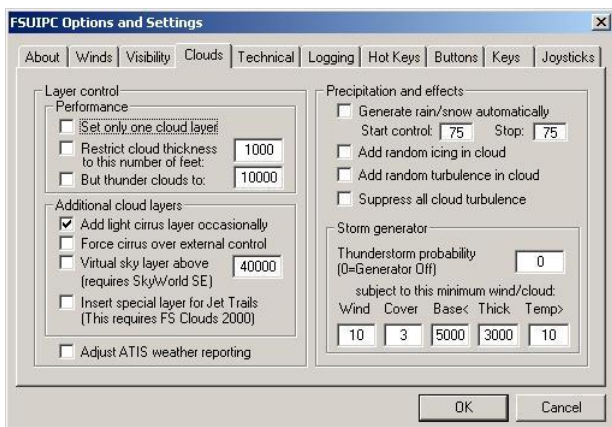 FSUIPC Options and Settings
About Winds Visibility Clouds Technical Logging Hot Keys Buttons Keys Joysticks
Layer control
Performance
Set only one cloud layer
Restrict cloud thickness
to this number of feet: 1000
But thunder clouds to: 10000
Additional cloud layers
Add light cirrus layer occasionally
Force cirrus over external control
Virtual sky layer above
(requires SkyWorld SE) 40000
Insert special layer for Jet Trails
(This requires FS Clouds 2000)
Adjust ATIS weather reporting
Precipitation and effects
Generate rain/snow automatically
Start control: 75 Stop: 75
Add random icing in cloud
Add random turbulence in cloud
Suppress all cloud turbulence
Storm generator
Thunderstorm probability
(0=Generator Off) 0
subject to this minimum wind/cloud:
Wind Cover Base< Thick Temp>
10 3 5000 3000 10
OK Cancel